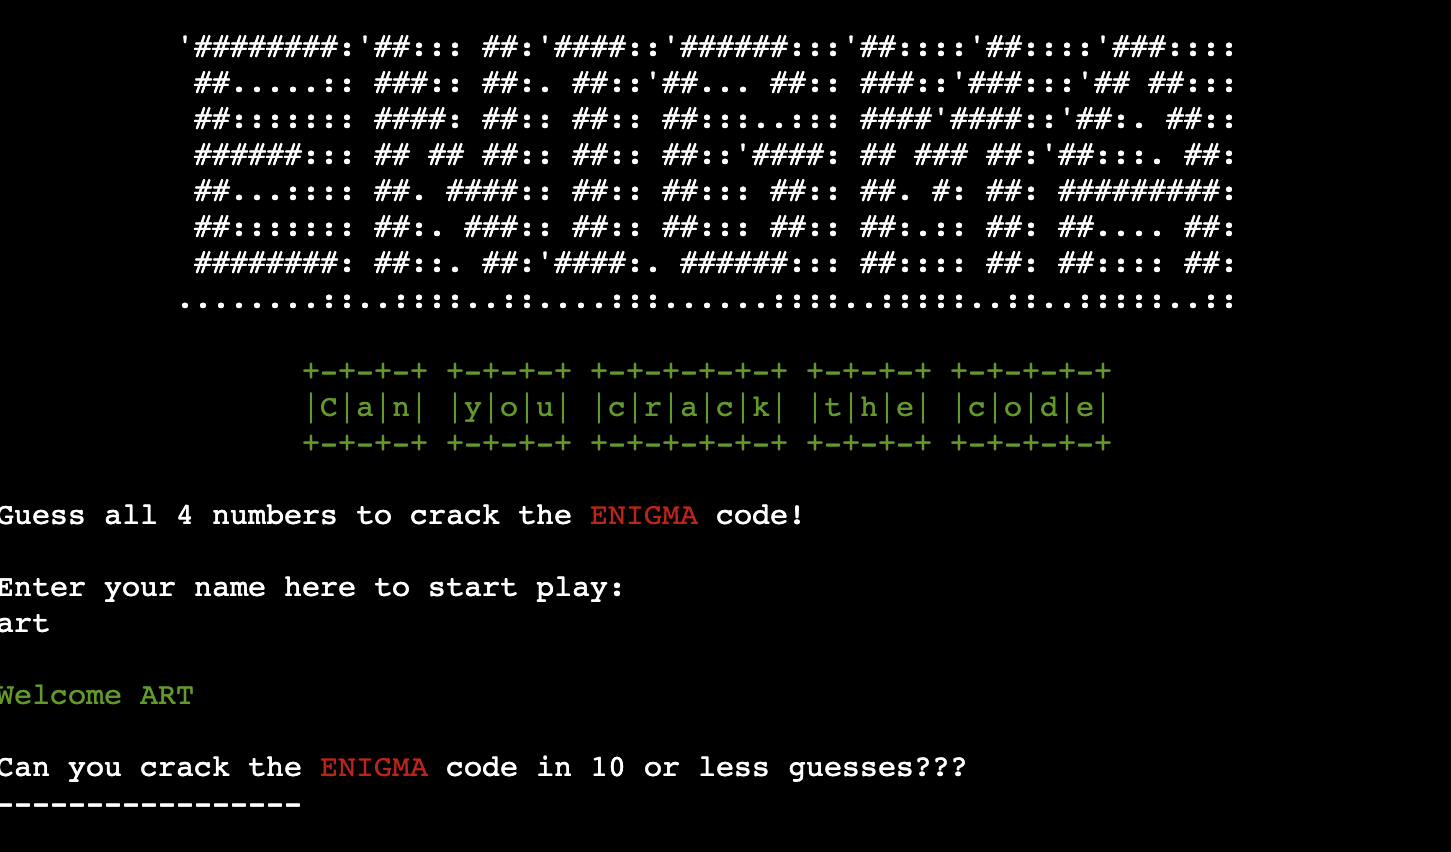 '########:'##::: ##:'####::'######:::'##::::'##::::'###::::
 ##.....:: ###:: ##:. ##::'##... ##:: ###::'###:::'## ##:::
 ##::::::: ####: ##:: ##:: ##:::..::: ####'####::'##:. ##::
 ######::: ## ## ##:: ##:: ##::'####: ## ### ##:'##:::. ##:
 ##...:::: ##. ####:: ##:: ##::: ##:: ##. #: ##: #########:
 ##::::::: ##:. ###:: ##:: ##::: ##:: ##:.:: ##: ##.... ##:
 ########: ##::. ##:'####:. ######::: ##:::: ##: ##:::: ##:
........::..::::..::....:::......::::..:::::..::..:::::..::
+-+-+-+ +-+-+-+ +-+-+-+-+-+ +-+-+-+ +-+-+-+-+
|C|a|n| |y|o|u| |c|r|a|c|k| |t|h|e| |c|o|d|e|
+-+-+-+ +-+-+-+ +-+-+-+-+-+ +-+-+-+ +-+-+-+-+
Guess all 4 numbers to crack the ENIGMA code!
Enter your name here to start play:
art
Welcome ART
Can you crack the ENIGMA code in 10 or less guesses???
-----------------